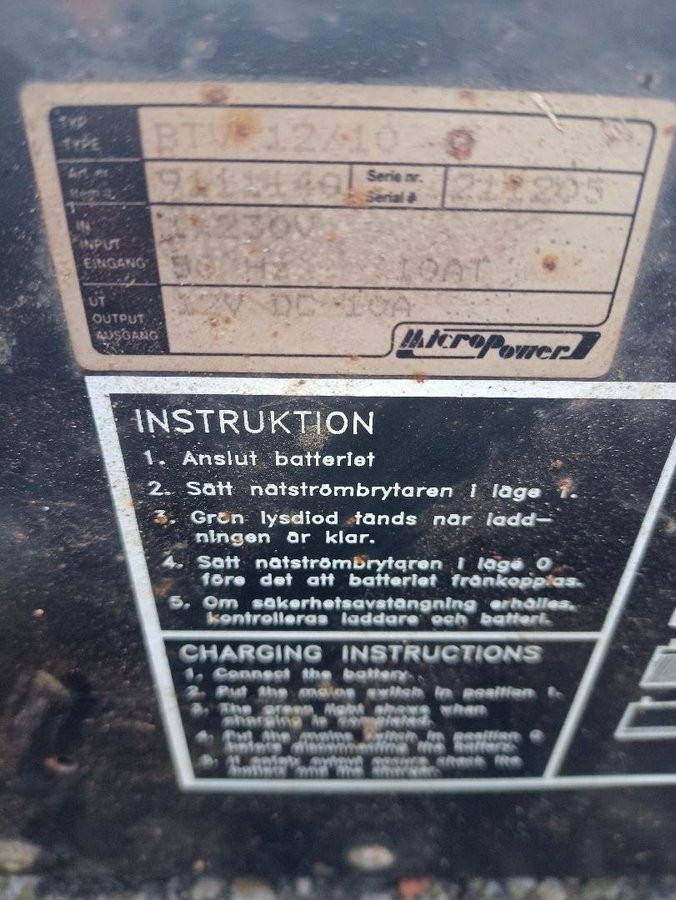 TYP
TYPE
BTV 12/10
Art. nr. Serie nr.
Serial #
IN
INPUT
EINGANG
1X230V
50 Hz 10AT
UT
OUTPUT
AUSGANG
12V DC 10A
MicroPower
INSTRUKTION
1. Anslut batteriet
2. Sätt nätströmbrytaren i läge 1.
3. Grön lysdiod tänds när ladd-
ningen är klar.
4. Sätt nätströmbrytaren i läge 0
före det att batteriet frånkopplas.
5. Om säkerhetsavstängning erhålles,
kontrolleras laddare och batteri.
CHARGING INSTRUCTIONS
1. Connect the battery.
2. Put the mains switch in position 1.
3. The green light shows when
charging is completed.
4. Put the mains switch in position 0
before disconnecting the battery.
5. If safety cutout occurs check the
battery and the charger.